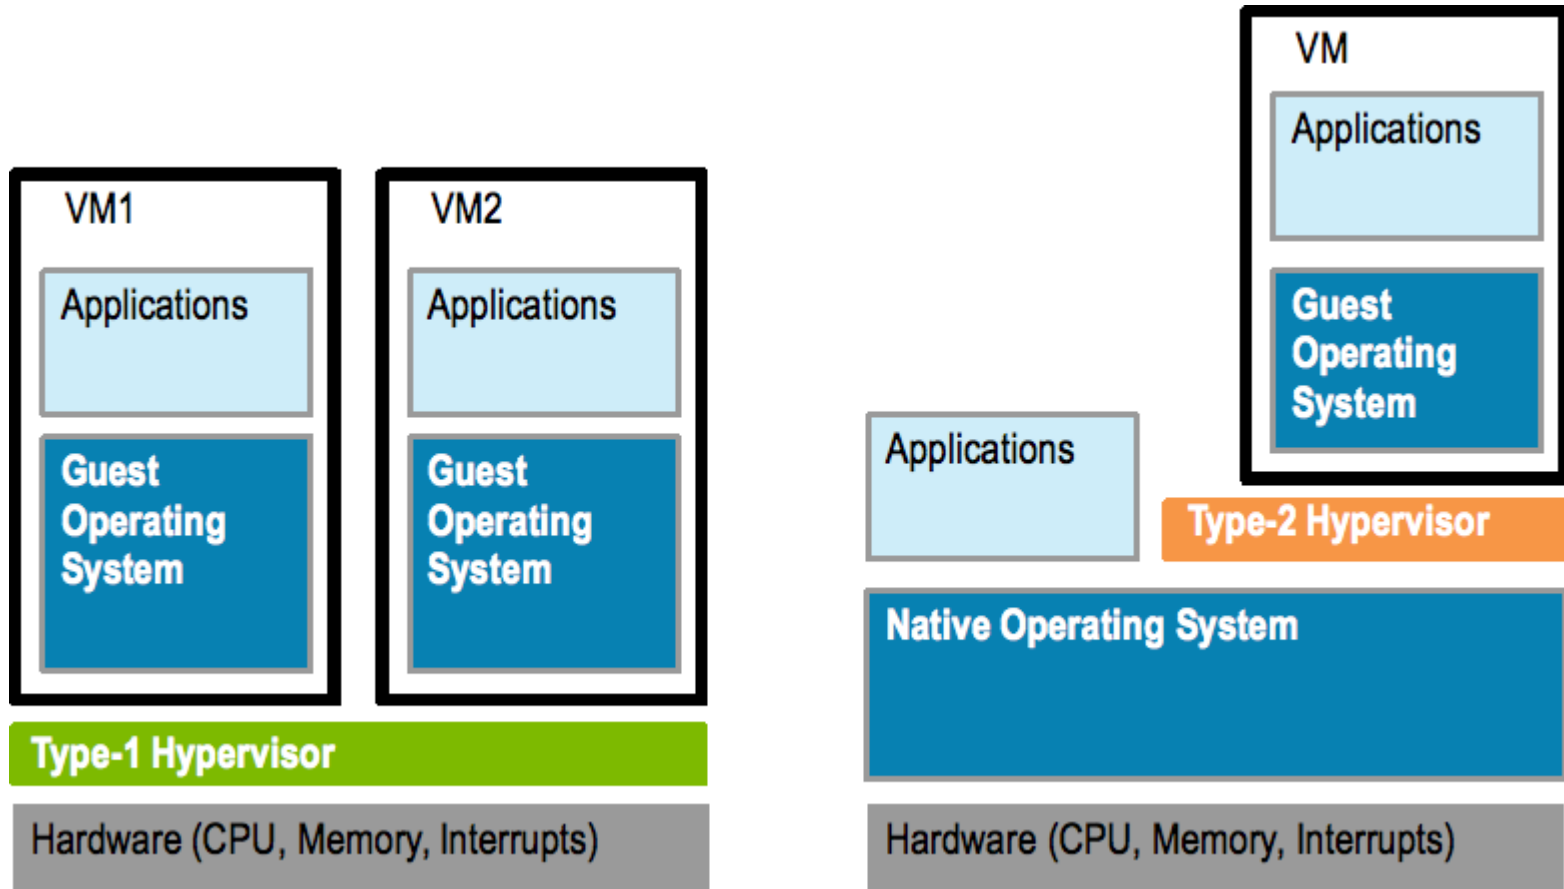 VM1
Applications
Guest
Operating
System
VM2
Applications
Guest
Operating
System
Type-1 Hypervisor
Hardware (CPU, Memory, Interrupts)
VM
Applications
Guest
Operating
System
Applications
Type-2 Hypervisor
Native Operating System
Hardware (CPU, Memory, Interrupts)